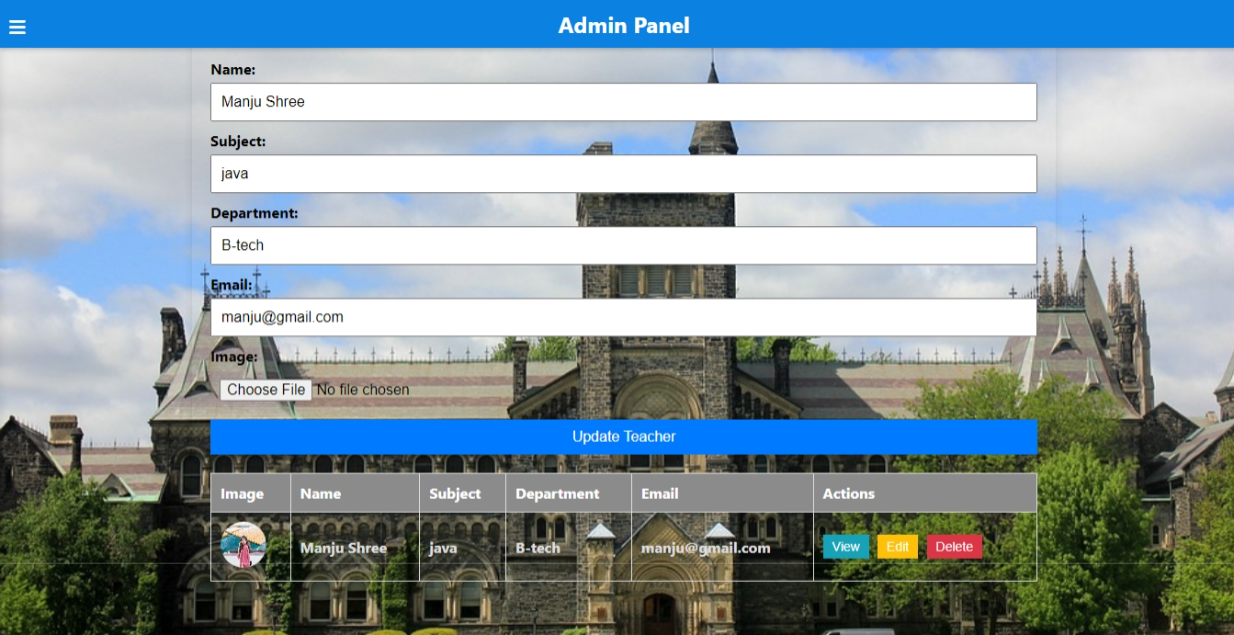 Admin Panel
Name:
Manju Shree
Subject:
java
Department:
B-tech
Email:
manju@gmail.com
Image:
Choose File No file chosen
Update Teacher
Image Name Subject Department Email Actions
Manju Shree java B-tech manju@gmail.com View Edit Delete